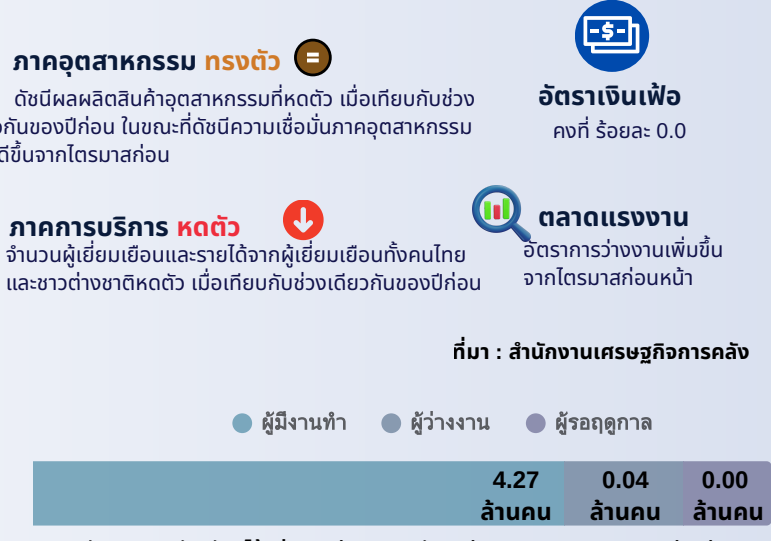 ภาคอุตสาหกรรม ทรงตัว =
ดัชนีผลผลิตสินค้าอุตสาหกรรมที่หดตัว เมื่อเทียบกับช่วง
กันของปีก่อน ในขณะที่ดัชนีความเชื่อมั่นภาคอุตสาหกรรม
ดีขึ้นจากไตรมาสก่อน
-$-
อัตราเงินเฟ้อ
คงที่ ร้อยละ 0.0
ภาคการบริการ หดตัว
จำนวนผู้เยี่ยมเยือนและรายได้จากผู้เยี่ยมเยือนทั้งคนไทย
และชาวต่างชาติหดตัว เมื่อเทียบกับช่วงเดียวกันของปีก่อน
ตลาดแรงงาน
อัตราการว่างงานเพิ่มขึ้น
จากไตรมาสก่อนหน้า
ที่มา : สำนักงานเศรษฐกิจการคลัง
ผู้มีงานทำ ผู้ว่างงาน ผู้รอฤดูกาล
4.27 0.04 0.00
ล้านคน ล้านคน ล้านคน